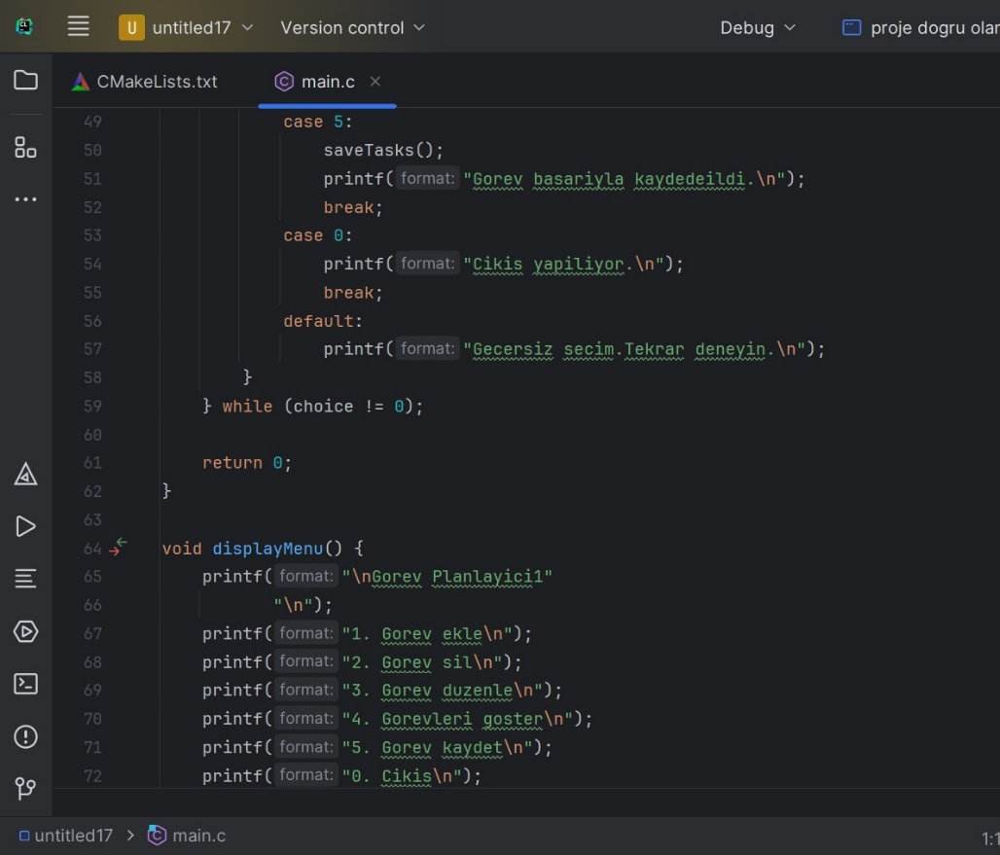 CL
U untitled17 Version control Debug proje dogru olar
CMakeLists.txt main.c
49 case 5:
50 saveTasks();
51 printf( format: "Gorev basariyla kaydedeildi.\n");
52 break;
53 case 0:
54 printf( format: "Cikis yapiliyor.\n");
55 break;
56 default:
57 printf( format: "Gecersiz secim.Tekrar deneyin.\n");
58 }
59 } while (choice != 0);
60
61 return 0;
62 }
63
64 void displayMenu() {
65 printf( format: "\nGorev Planlayici1"
66 "\n");
67 printf( format: "1. Gorev ekle\n");
68 printf( format: "2. Gorev sil\n");
69 printf( format: "3. Gorev duzenle\n");
70 printf( format: "4. Gorevleri goster\n");
71 printf( format: "5. Gorev kaydet\n");
72 printf( format: "0. Cikis\n");
untitled17 > main.c 1:1